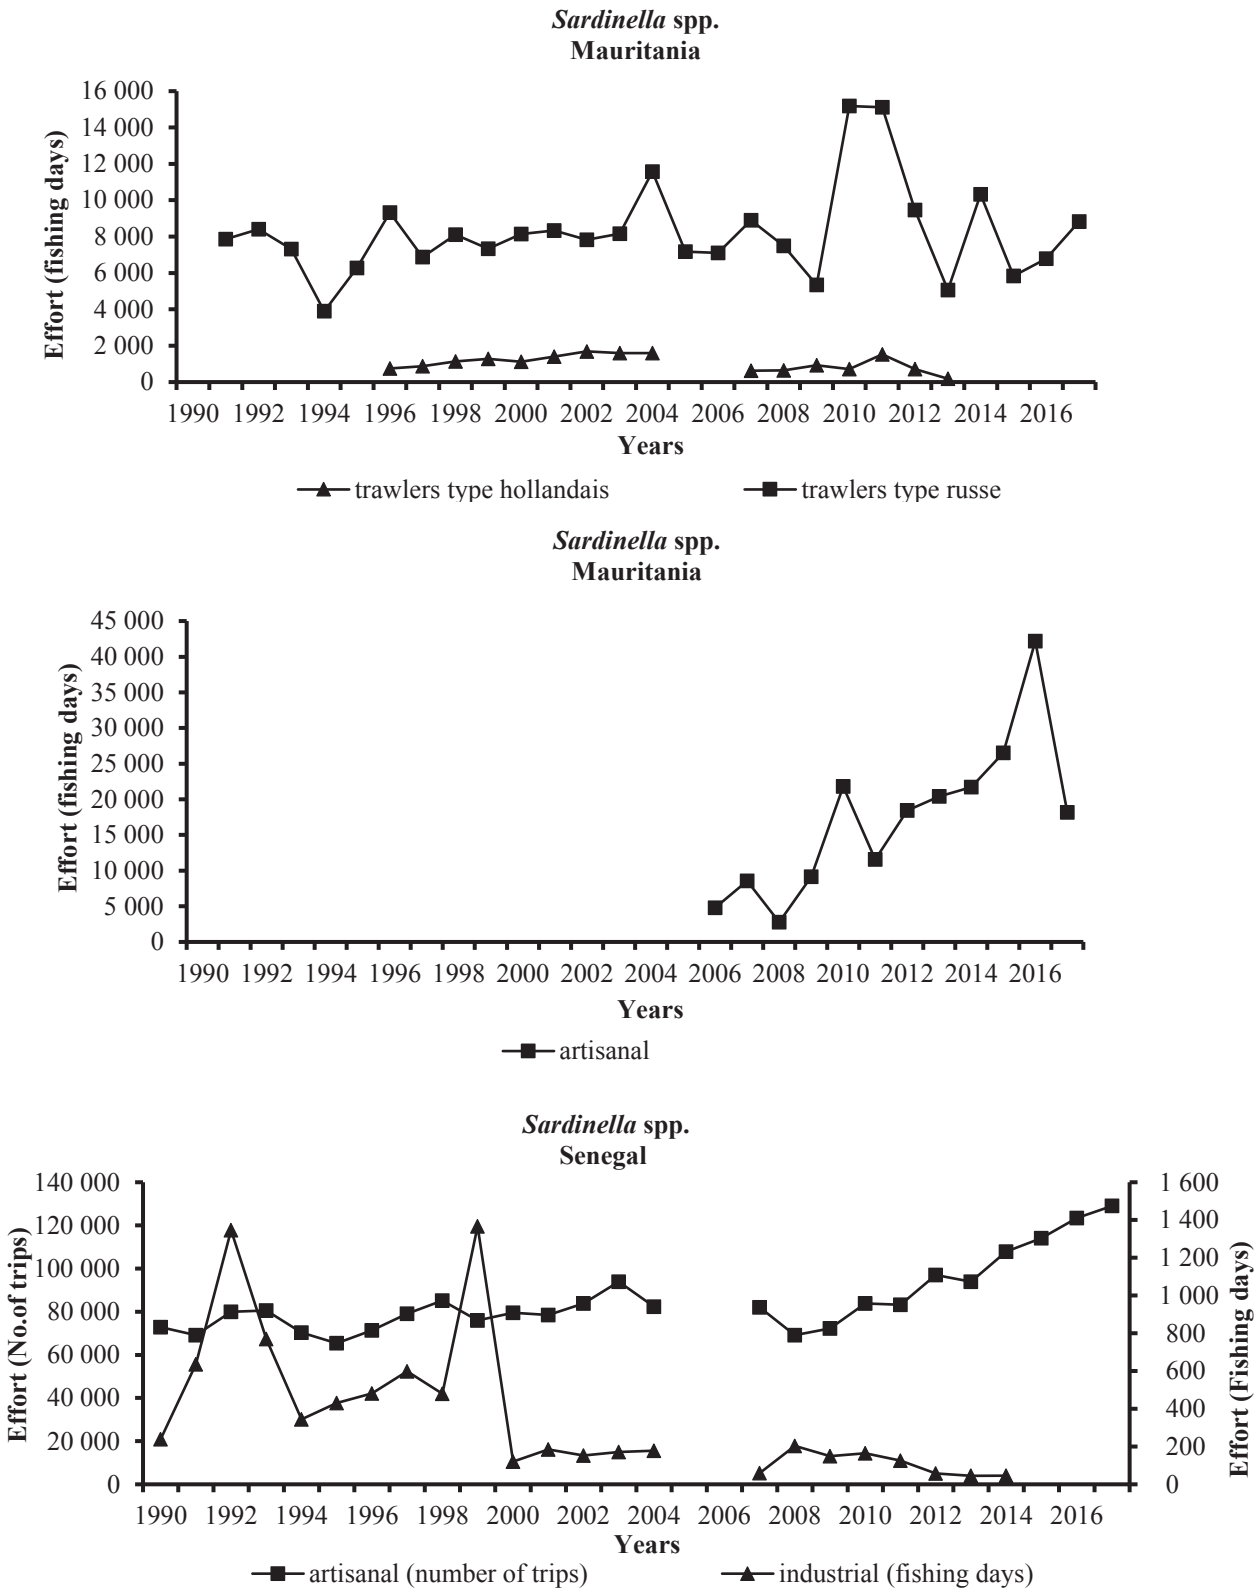 Sardinella spp.
Mauritania
16 000
14 000
12 000
10 000
8 000
6 000
4 000
2 000
0
Effort (fishing days)
1990 1992 1994 1996 1998 2000 2002 2004 2006 2008 2010 2012 2014 2016
Years
trawlers type hollandais trawlers type russe
Sardinella spp.
Mauritania
45 000
40 000
35 000
30 000
25 000
20 000
15 000
10 000
5 000
0
Effort (fishing days)
1990 1992 1994 1996 1998 2000 2002 2004 2006 2008 2010 2012 2014 2016
Years
artisanal
Sardinella spp.
Senegal
140 000
120 000
100 000
80 000
60 000
40 000
20 000
0
Effort (No.of trips)
1 600
1 400
1 200
1 000
800
600
400
200
0
Effort (Fishing days)
1990 1992 1994 1996 1998 2000 2002 2004 2006 2008 2010 2012 2014 2016
Years
artisanal (number of trips) industrial (fishing days)